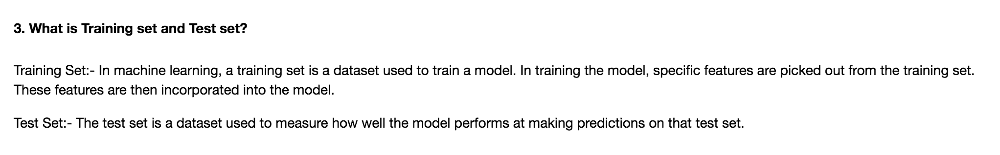 3. What is Training set and Test set?
Training Set:- In machine learning, a training set is a dataset used to train a model. In training the model, specific features are picked out from the training set.
These features are then incorporated into the model.
Test Set:- The test set is a dataset used to measure how well the model performs at making predictions on that test set.